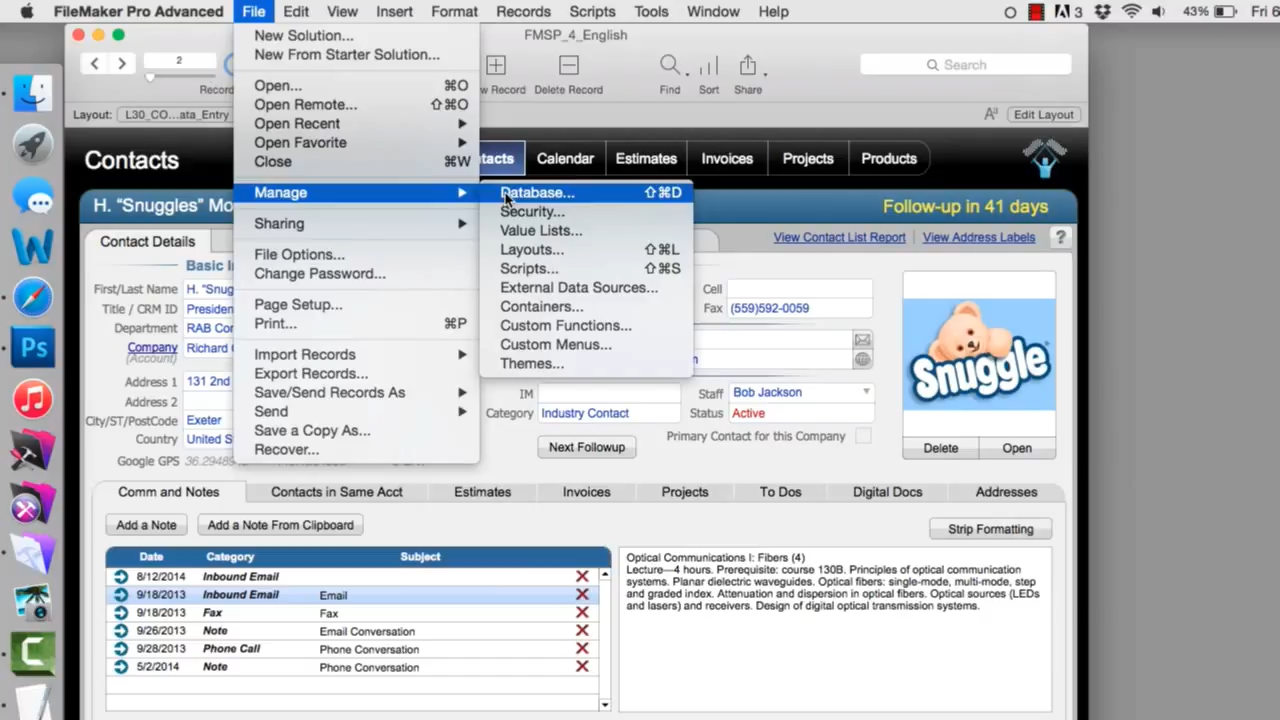 FileMaker Pro Advanced File Edit View Insert Format Records Scripts Tools Window Help 3 43% Fri 6
FMSP_4_English
New Solution...
New From Starter Solution...
Open... ⌘O
Open Remote... ⇧⌘O
Open Recent
Open Favorite
Close ⌘W
Manage
Sharing
File Options...
Change Password...
Page Setup...
Print... ⌘P
Import Records
Export Records...
Save/Send Records As
Send
Save a Copy As...
Recover...
Database... ⇧⌘D
Security...
Value Lists...
Layouts... ⇧⌘L
Scripts... ⇧⌘S
External Data Sources...
Containers...
Custom Functions...
Custom Menus...
Themes...
2
Delete Record Find Sort Share
Search
Layout: L30_CO...ata_Entry Edit Layout
Contacts
Calendar Estimates Invoices Projects Products
H. “Snuggles” Mo
Follow-up in 41 days
Contact Details
View Contact List Report View Address Labels ?
First/Last Name H. “Snug
Title / CRM ID Presiden
Department RAB Cor
Company Richard
(Account)
Address 1 131 2nd
Address 2
City/ST/PostCode Exeter
Country United S
Google GPS 36.2948
Cell
Fax (559)592-0059
IM
Category Industry Contact
Staff Bob Jackson
Status Active
Next Followup
Primary Contact for this Company
Snuggle
Delete Open
Comm and Notes Contacts in Same Acct Estimates Invoices Projects To Dos Digital Docs Addresses
Add a Note Add a Note From Clipboard Strip Formatting
Date Category Subject
8/12/2014 Inbound Email
9/18/2013 Inbound Email Email
9/18/2013 Fax Fax
9/26/2013 Note Email Conversation
9/28/2013 Phone Call Phone Conversation
5/2/2014 Note Phone Conversation
Optical Communications I: Fibers (4)
Lecture—4 hours. Prerequisite: course 130B. Principles of optical communication
systems. Planar dielectric waveguides. Optical fibers: single-mode, multi-mode, step
and graded index. Attenuation and dispersion in optical fibers. Optical sources (LEDs
and lasers) and receivers. Design of digital optical transmission systems.
W
Ps